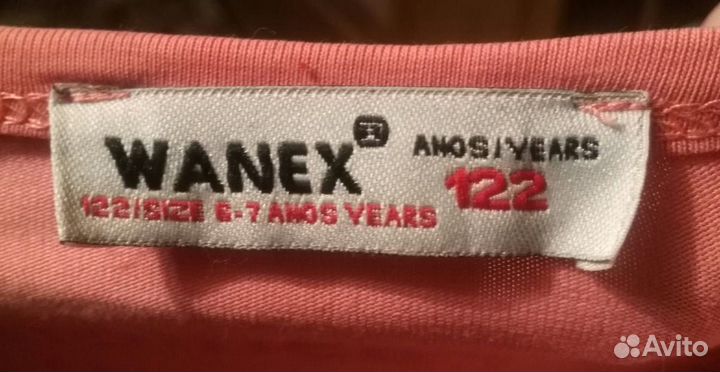 WANEX ®
ANOS/YEARS
122
122/SIZE 6-7 ANOS YEARS
Avito